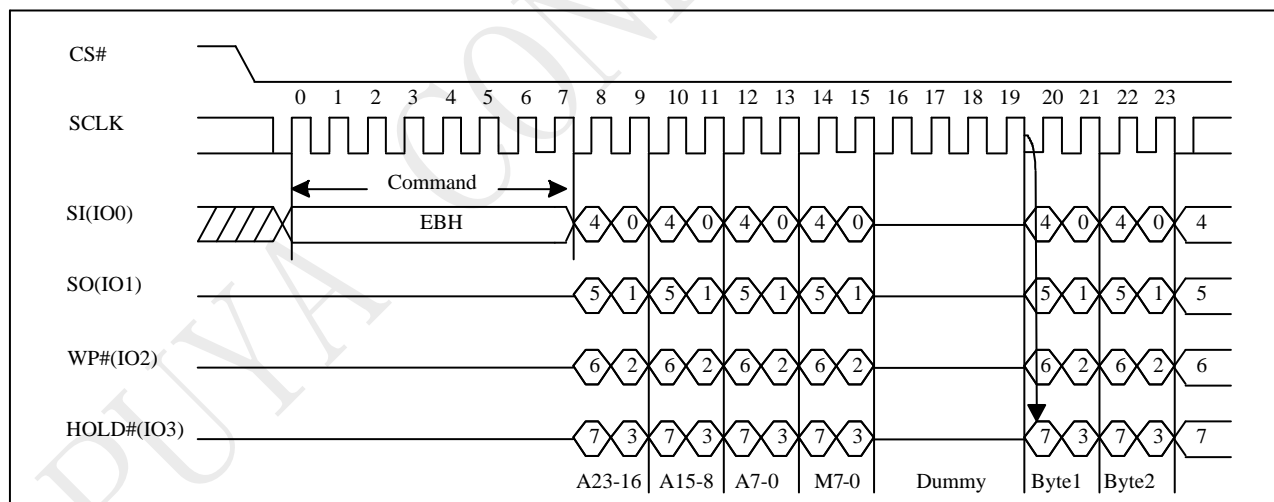 CS#
0 1 2 3 4 5 6 7 8 9 10 11 12 13 14 15 16 17 18 19 20 21 22 23
SCLK
Command
SI(IO0) EBH 4 0 4 0 4 0 4 0 4 0 4 0 4
SO(IO1) 5 1 5 1 5 1 5 1 5 1 5 1 5
WP#(IO2) 6 2 6 2 6 2 6 2 6 2 6 2 6
HOLD#(IO3) 7 3 7 3 7 3 7 3 7 3 7 3 7
A23-16 A15-8 A7-0 M7-0 Dummy Byte1 Byte2
PUYA